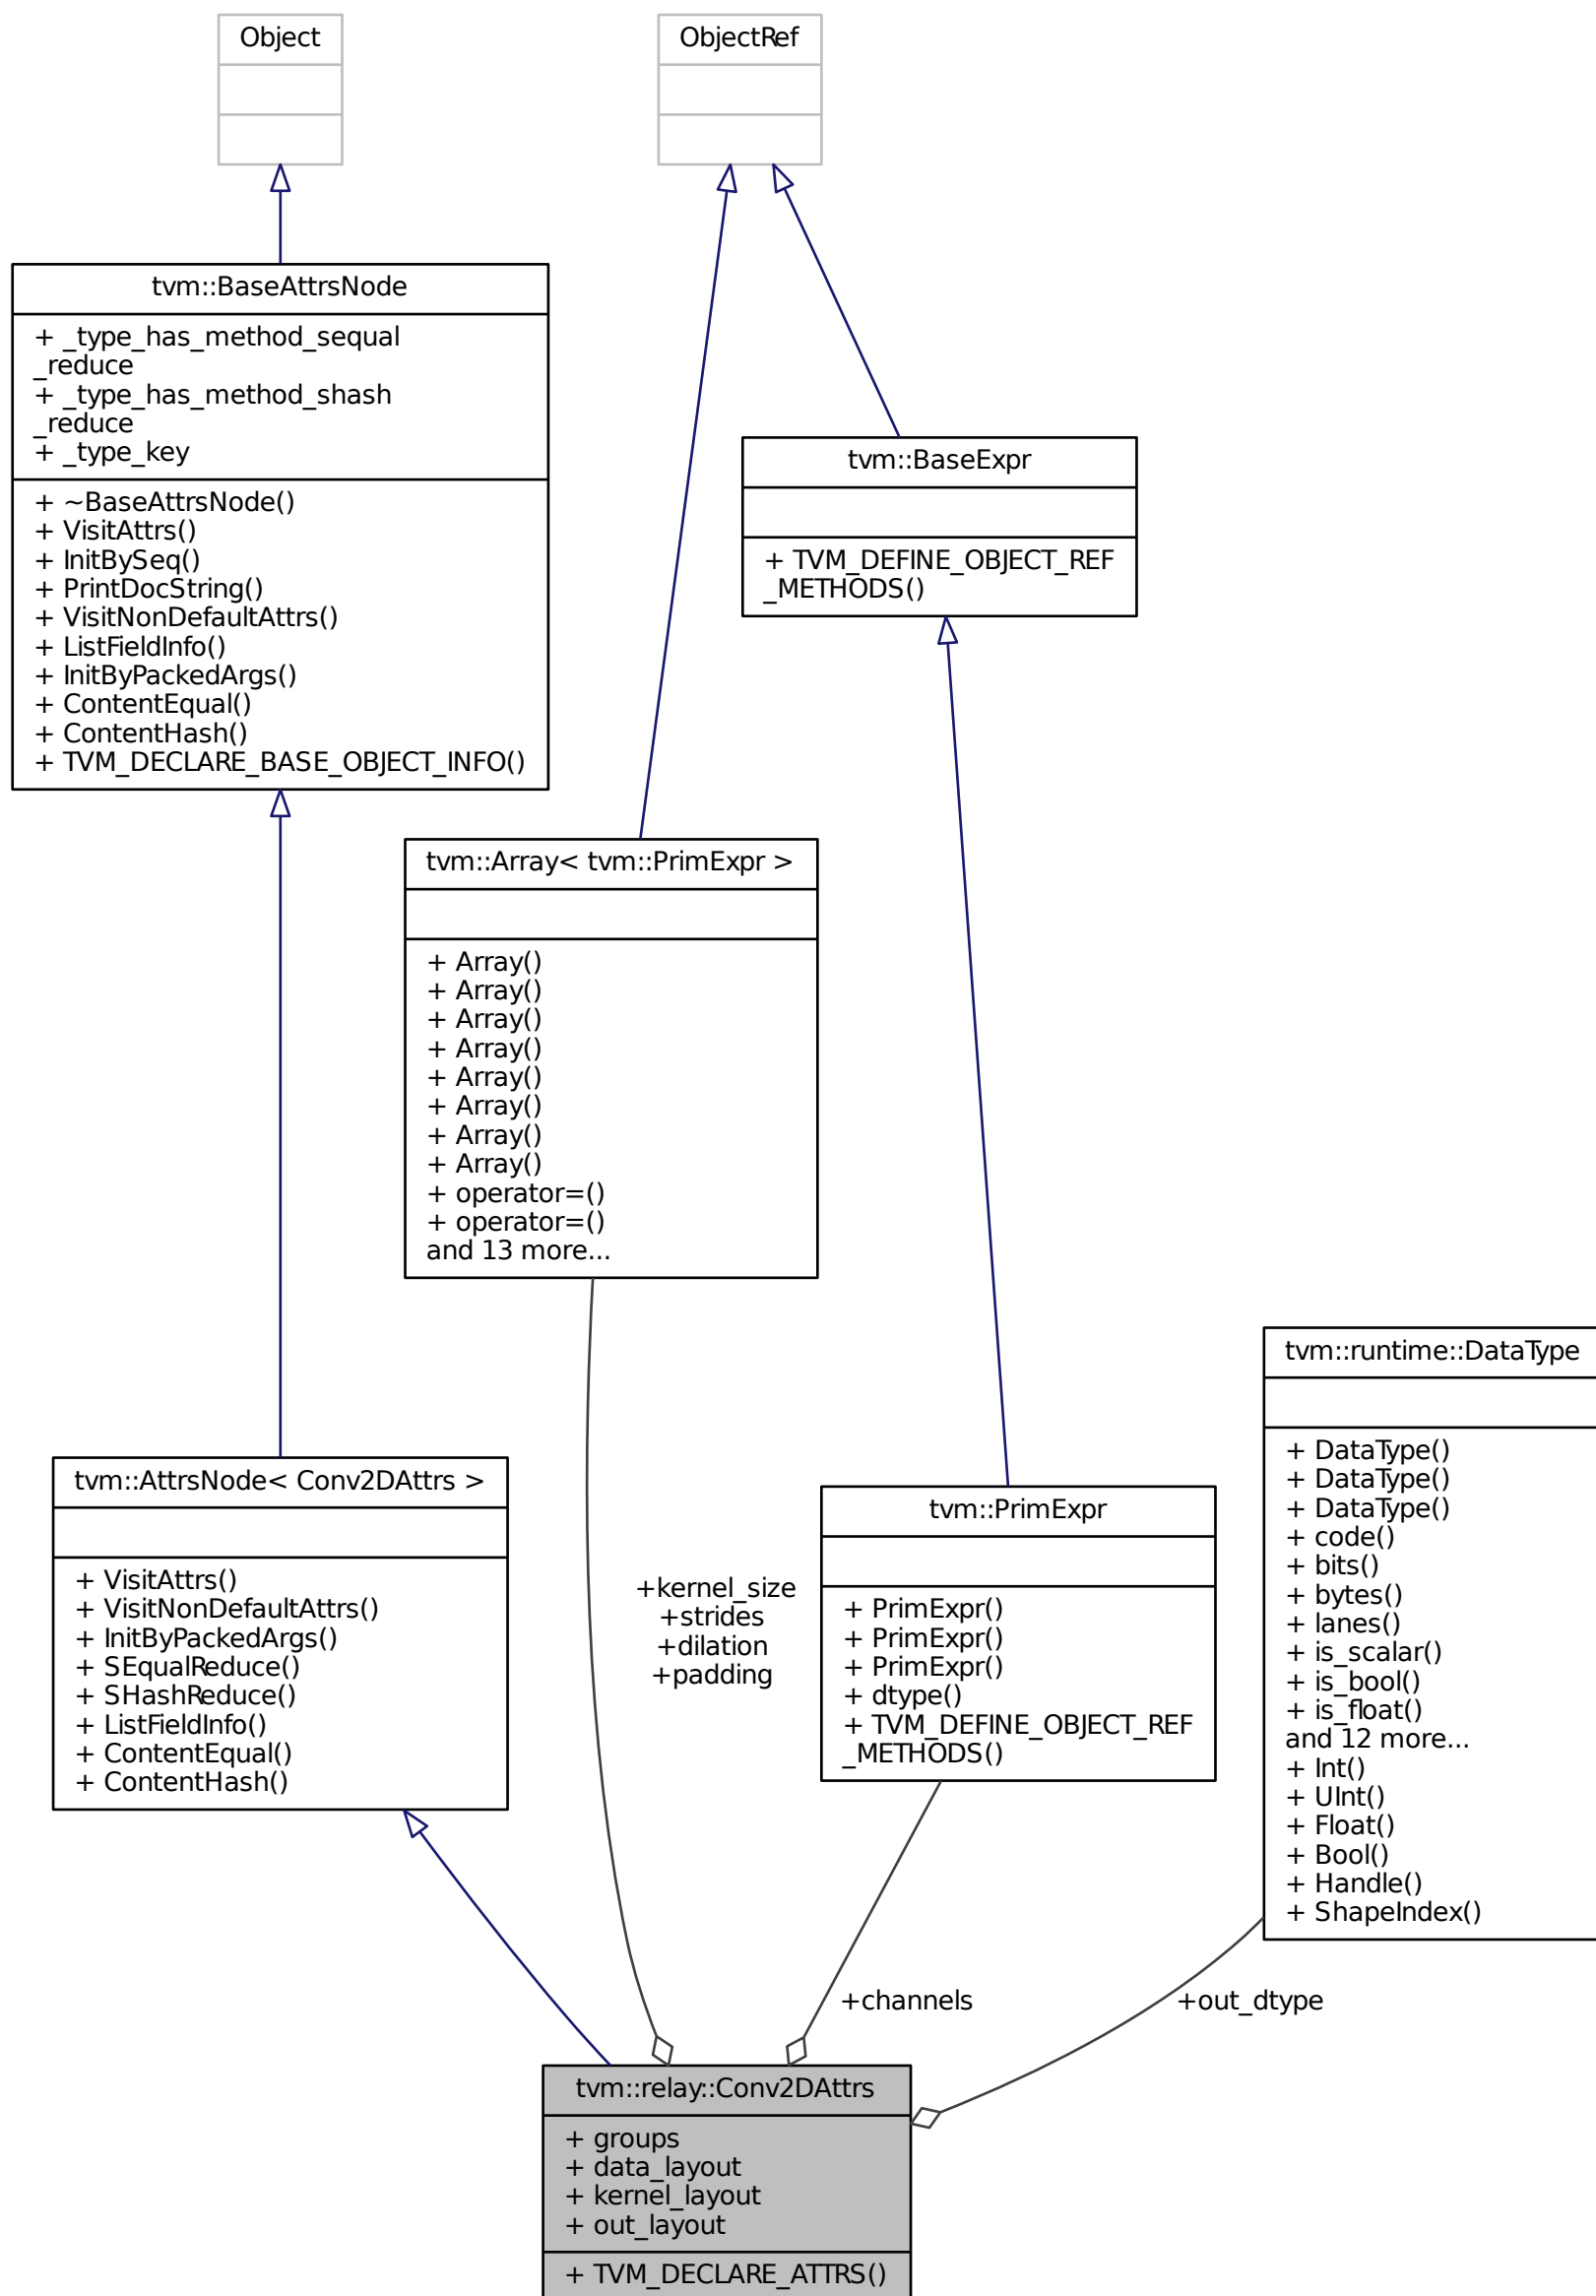 Object
ObjectRef
tvm::BaseAttrsNode
+ _type_has_method_sequal
_reduce
+ _type_has_method_shash
_reduce
+ _type_key
+ ~BaseAttrsNode()
+ VisitAttrs()
+ InitBySeq()
+ PrintDocString()
+ VisitNonDefaultAttrs()
+ ListFieldInfo()
+ InitByPackedArgs()
+ ContentEqual()
+ ContentHash()
+ TVM_DECLARE_BASE_OBJECT_INFO()
tvm::BaseExpr
+ TVM_DEFINE_OBJECT_REF
_METHODS()
tvm::Array< tvm::PrimExpr >
+ Array()
+ Array()
+ Array()
+ Array()
+ Array()
+ Array()
+ Array()
+ Array()
+ operator=()
+ operator=()
and 13 more...
tvm::runtime::DataType
+ DataType()
+ DataType()
+ DataType()
+ code()
+ bits()
+ bytes()
+ lanes()
+ is_scalar()
+ is_bool()
+ is_float()
and 12 more...
+ Int()
+ UInt()
+ Float()
+ Bool()
+ Handle()
+ ShapeIndex()
tvm::AttrsNode< Conv2DAttrs >
+ VisitAttrs()
+ VisitNonDefaultAttrs()
+ InitByPackedArgs()
+ SEqualReduce()
+ SHashReduce()
+ ListFieldInfo()
+ ContentEqual()
+ ContentHash()
+kernel_size
+strides
+dilation
+padding
tvm::PrimExpr
+ PrimExpr()
+ PrimExpr()
+ PrimExpr()
+ dtype()
+ TVM_DEFINE_OBJECT_REF
_METHODS()
+channels
+out_dtype
tvm::relay::Conv2DAttrs
+ groups
+ data_layout
+ kernel_layout
+ out_layout
+ TVM_DECLARE_ATTRS()